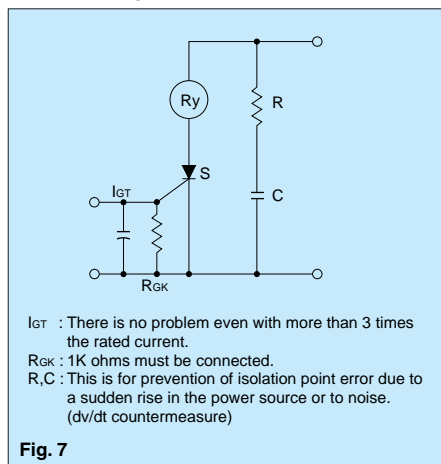 Ry
R
IGT
S
C
RGK
IGT : There is no problem even with more than 3 times
the rated current.
RGK : 1K ohms must be connected.
R,C : This is for prevention of isolation point error due to
a sudden rise in the power source or to noise.
(dv/dt countermeasure)
Fig. 7